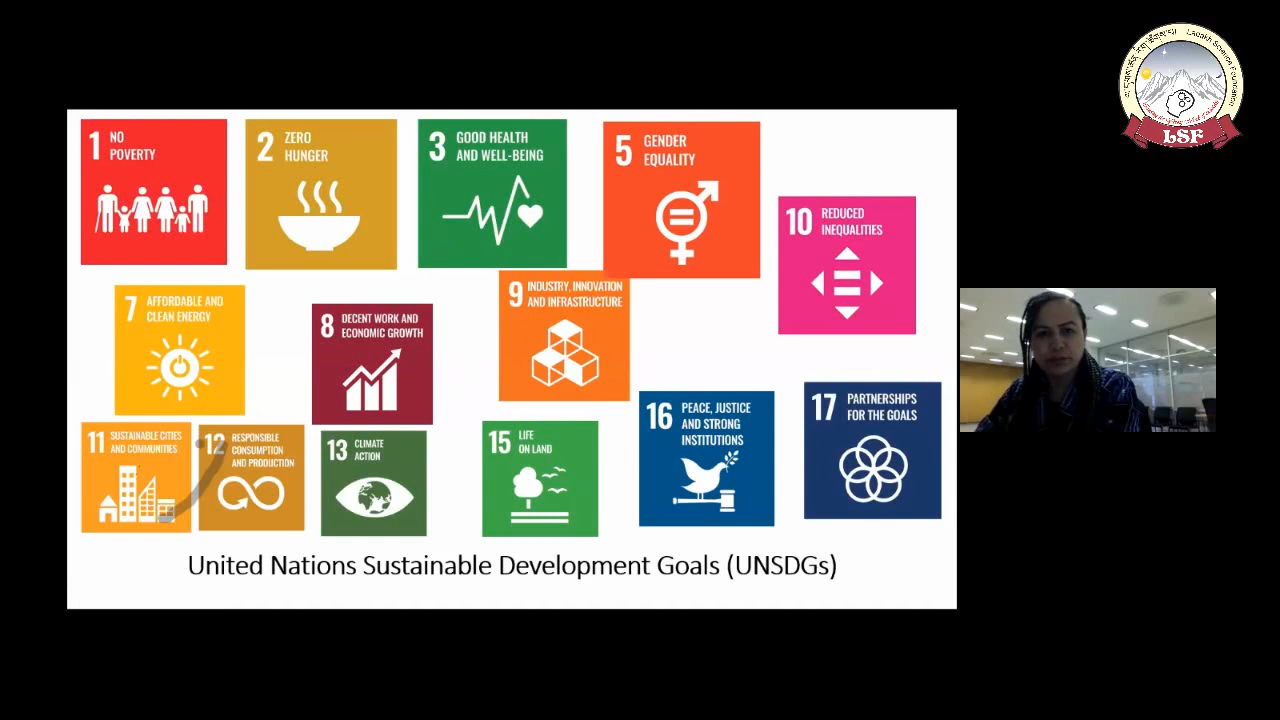 1 NO
POVERTY
2 ZERO
HUNGER
3 GOOD HEALTH
AND WELL-BEING
5 GENDER
EQUALITY
10 REDUCED
INEQUALITIES
7 AFFORDABLE AND
CLEAN ENERGY
8 DECENT WORK AND
ECONOMIC GROWTH
9 INDUSTRY, INNOVATION
AND INFRASTRUCTURE
11 SUSTAINABLE CITIES
AND COMMUNITIES
12 RESPONSIBLE
CONSUMPTION
AND PRODUCTION
13 CLIMATE
ACTION
15 LIFE
ON LAND
16 PEACE, JUSTICE
AND STRONG
INSTITUTIONS
17 PARTNERSHIPS
FOR THE GOALS
United Nations Sustainable Development Goals (UNSDGs)
Ladakh Science Foundation
LSF